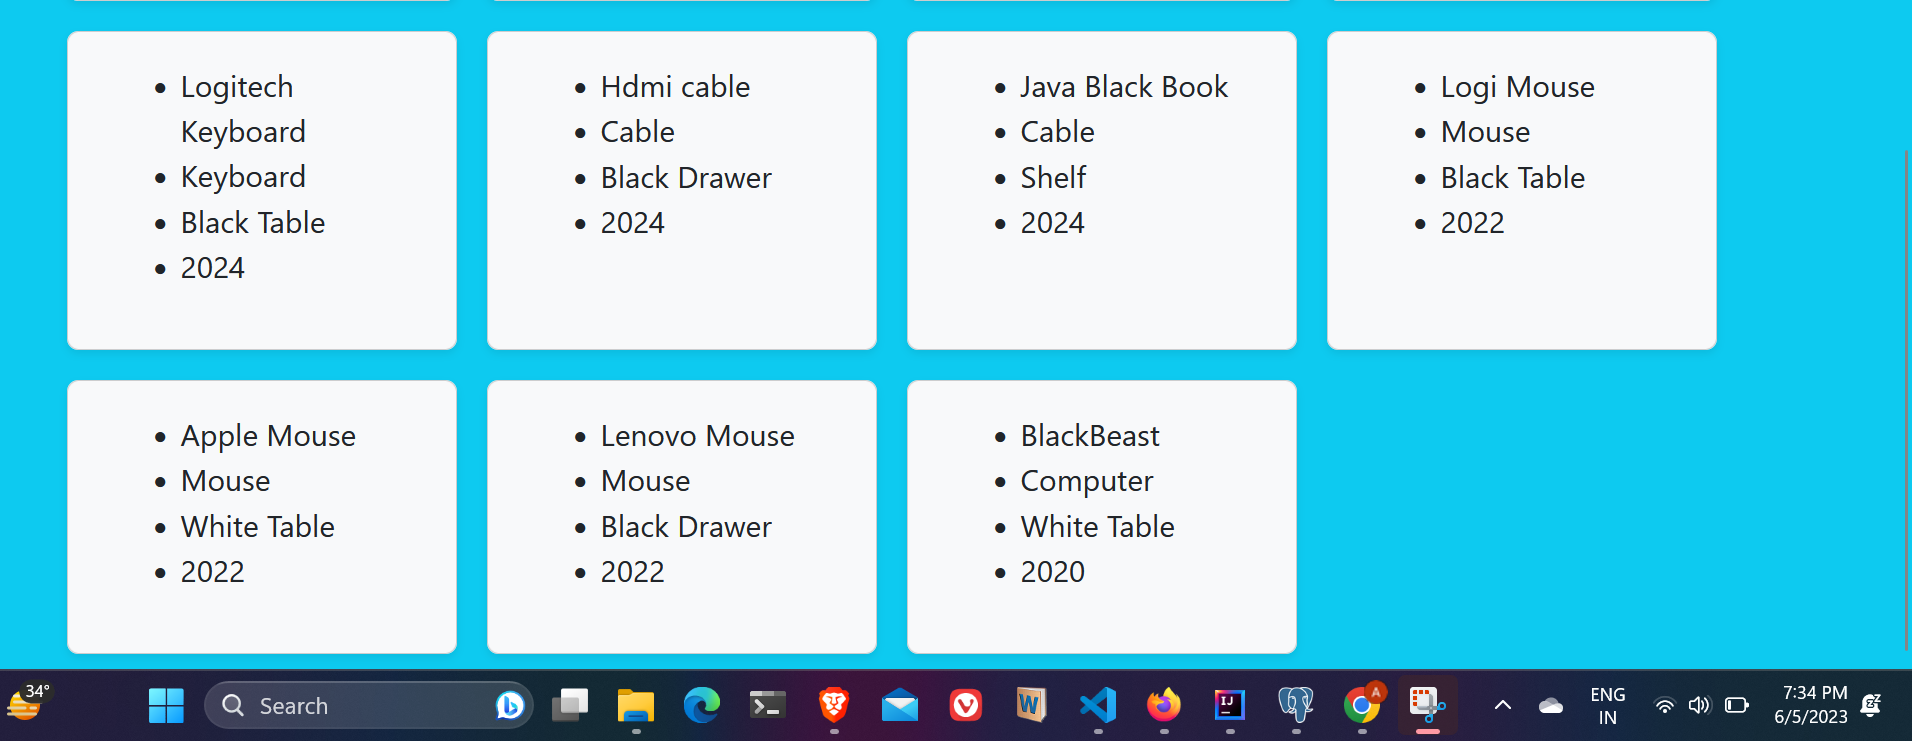 Logitech
Keyboard
Keyboard
Black Table
2024
Hdmi cable
Cable
Black Drawer
2024
Java Black Book
Cable
Shelf
2024
Logi Mouse
Mouse
Black Table
2022
Apple Mouse
Mouse
White Table
2022
Lenovo Mouse
Mouse
Black Drawer
2022
BlackBeast
Computer
White Table
2020
34°
Search
W
IJ
A
ENG
IN
7:34 PM
6/5/2023